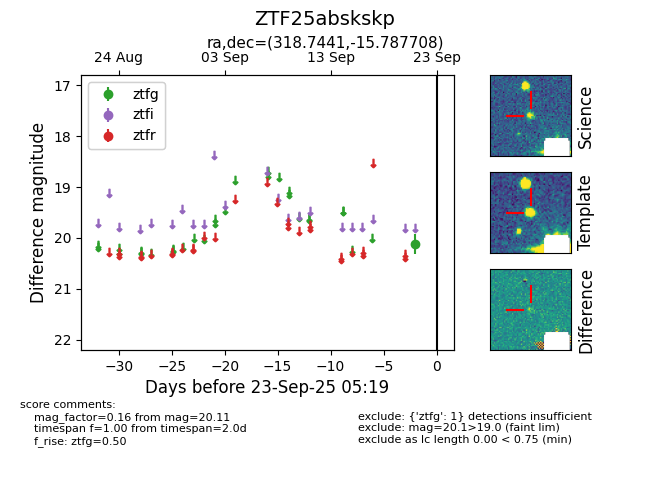 ZTF25abskskp
ra,dec=(318.7441,-15.787708)
24 Aug
03 Sep
13 Sep
23 Sep
ztfg
ztfi
ztfr
17
18
19
20
21
22
Difference magnitude
−30
−25
−20
−15
−10
−5
0
Days before 23-Sep-25 05:19
Science
Template
Difference
score comments:
mag_factor=0.16 from mag=20.11
timespan f=1.00 from timespan=2.0d
f_rise: ztfg=0.50
exclude: {'ztfg': 1} detections insufficient
exclude: mag=20.1>19.0 (faint lim)
exclude as lc length 0.00 < 0.75 (min)